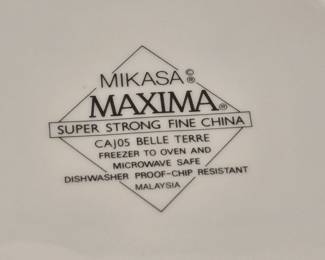 MIKASA©®
MAXIMA®
SUPER STRONG FINE CHINA
CAJ05 BELLE TERRE
FREEZER TO OVEN AND
MICROWAVE SAFE
DISHWASHER PROOF-CHIP RESISTANT
MALAYSIA